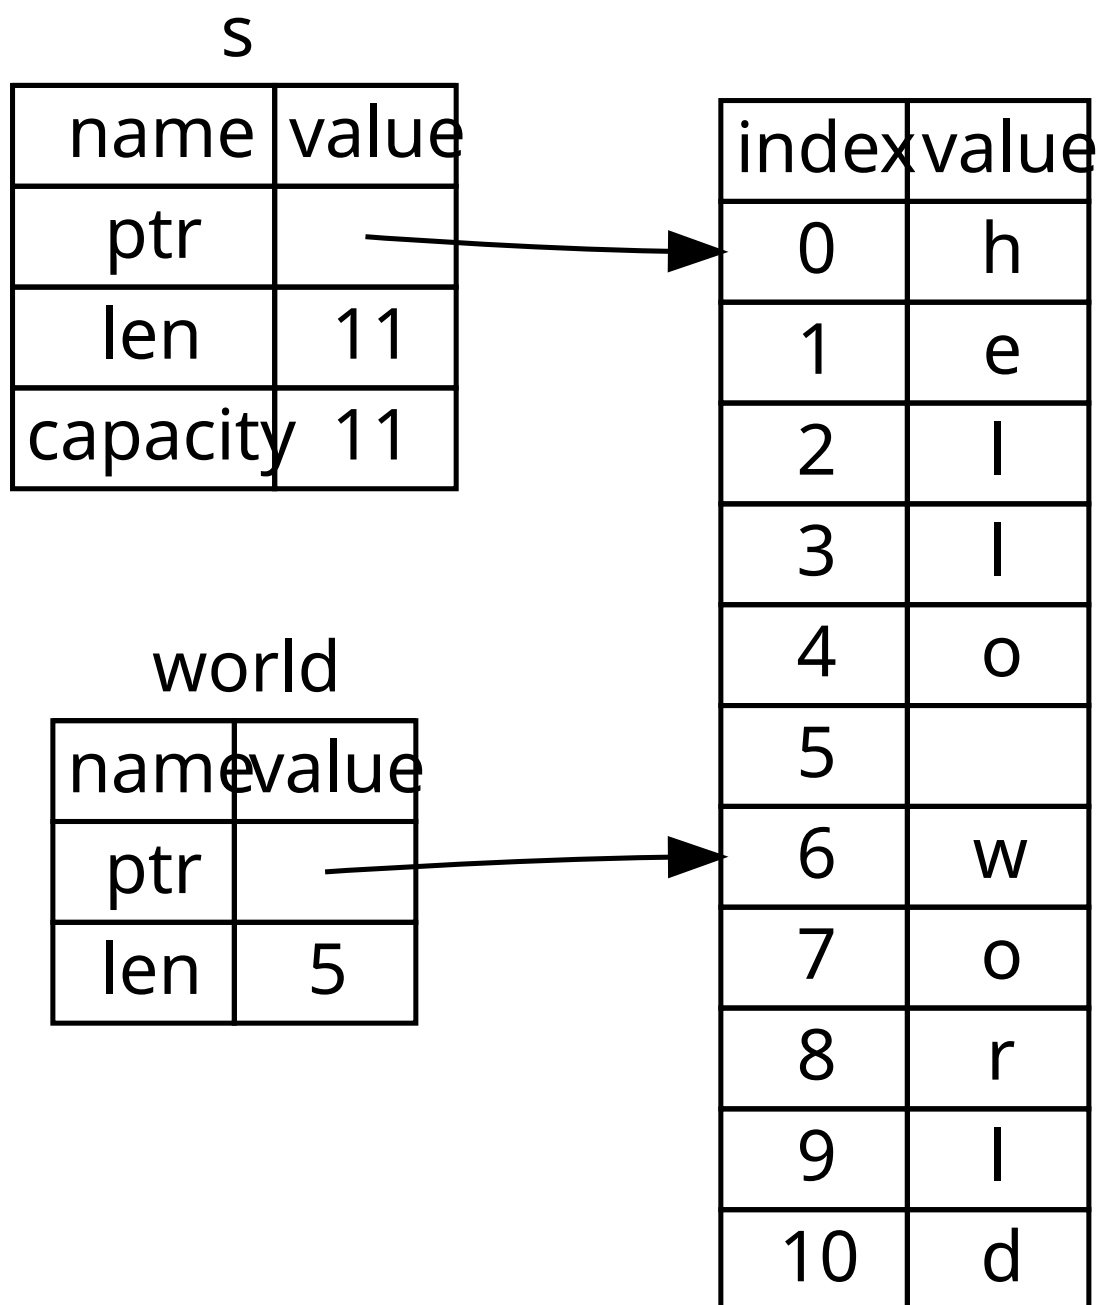 s
name value
ptr
len 11
capacity 11
world
name value
ptr
len 5
index value
0 h
1 e
2 l
3 l
4 o
5
6 w
7 o
8 r
9 l
10 d